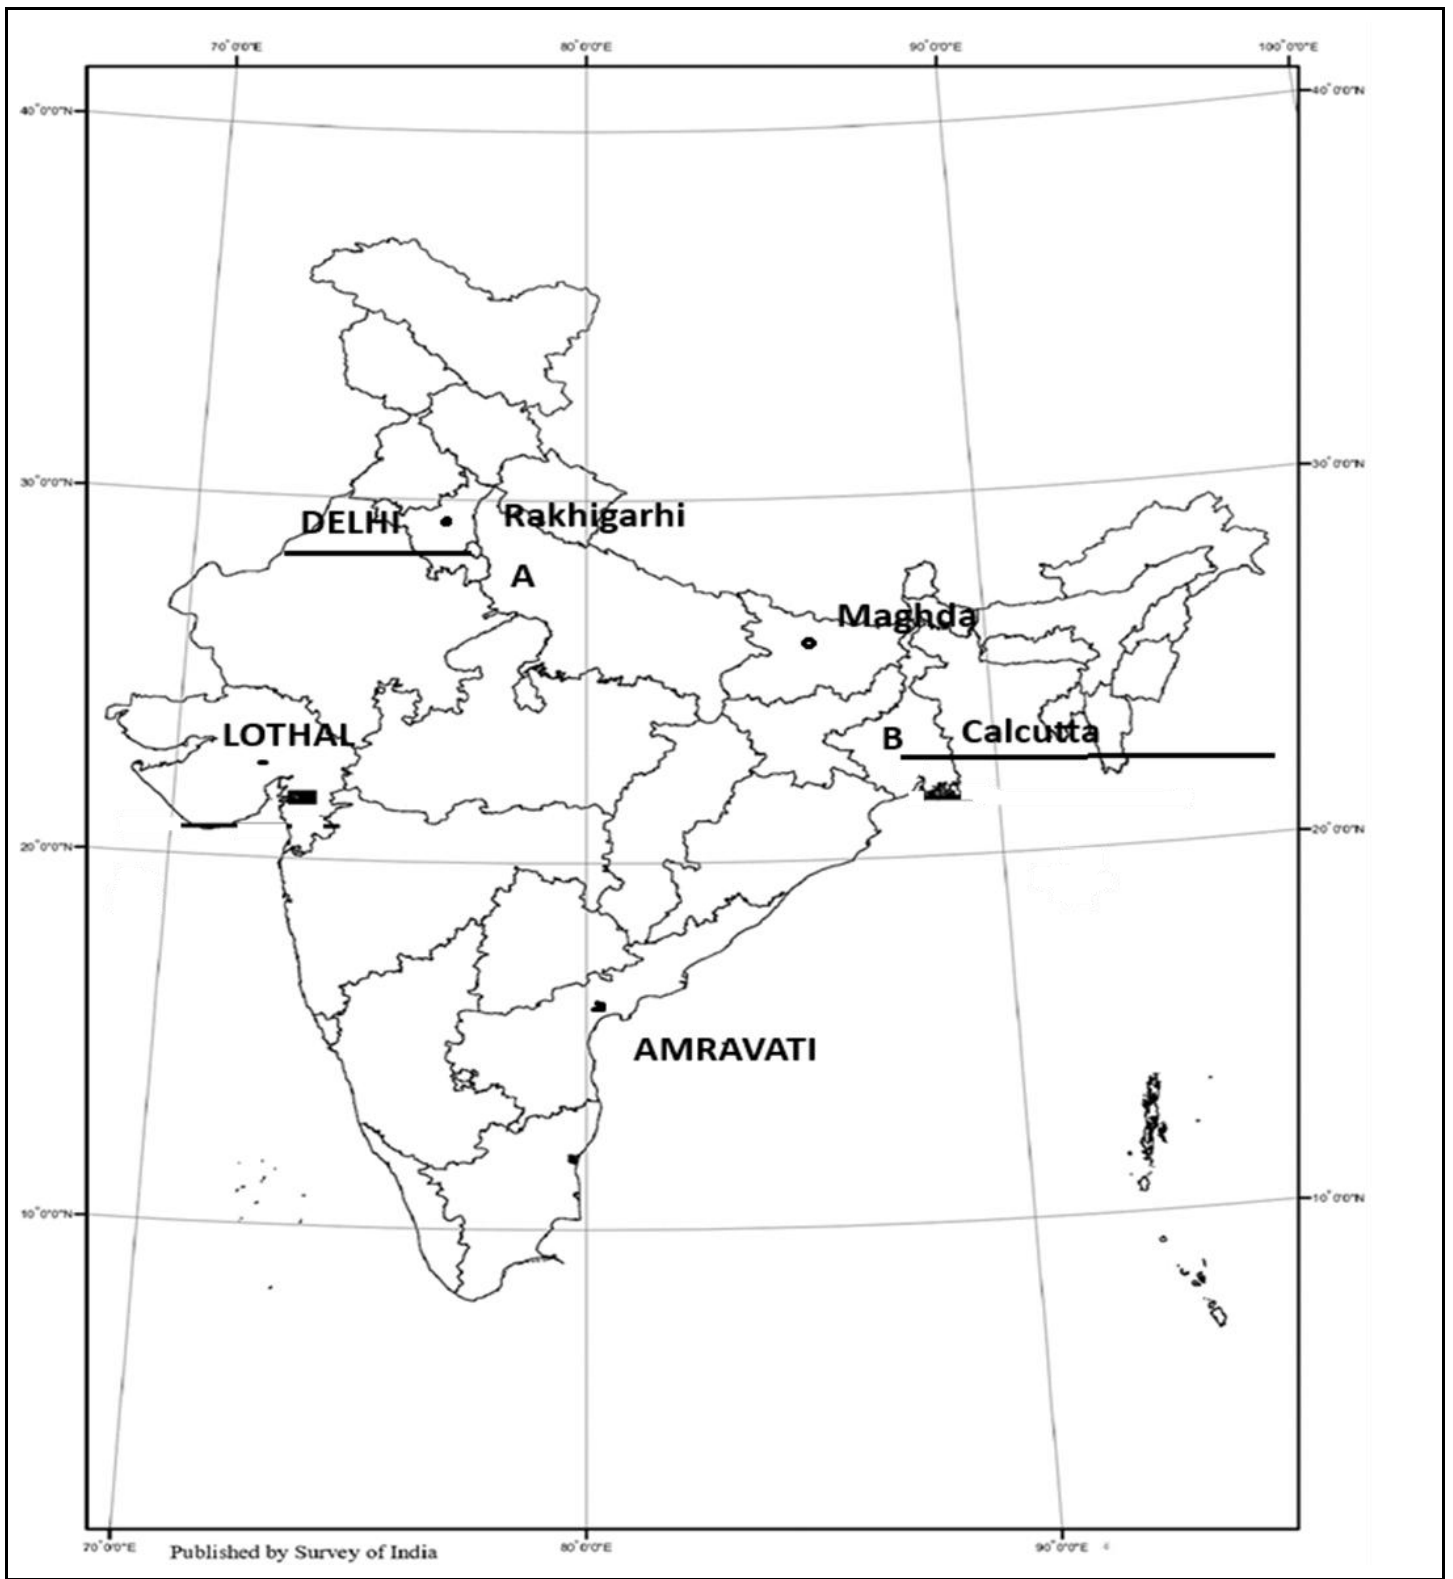 70°0'0"E 80°0'0"E 90°0'0"E 100°0'0"E
40°0'0"N 40°0'0"N
30°0'0"N 30°0'0"N
DELHI Rakhigarhi
A
Maghda
LOTHAL B Calcutta
20°0'0"N 20°0'0"N
AMRAVATI
10°0'0"N 10°0'0"N
70°0'0"E 80°0'0"E 90°0'0"E
Published by Survey of India